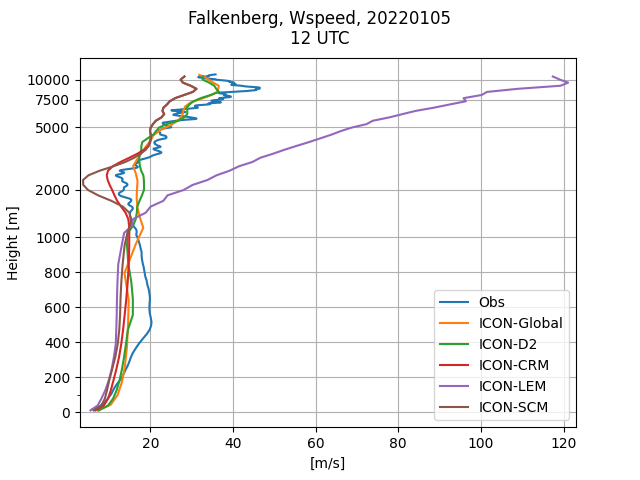 Falkenberg, Wspeed, 20220105
12 UTC
10000
7500
5000
2000
1000
800
600
400
200
0
Height [m]
20
40
60
80
100
120
[m/s]
Obs
ICON-Global
ICON-D2
ICON-CRM
ICON-LEM
ICON-SCM